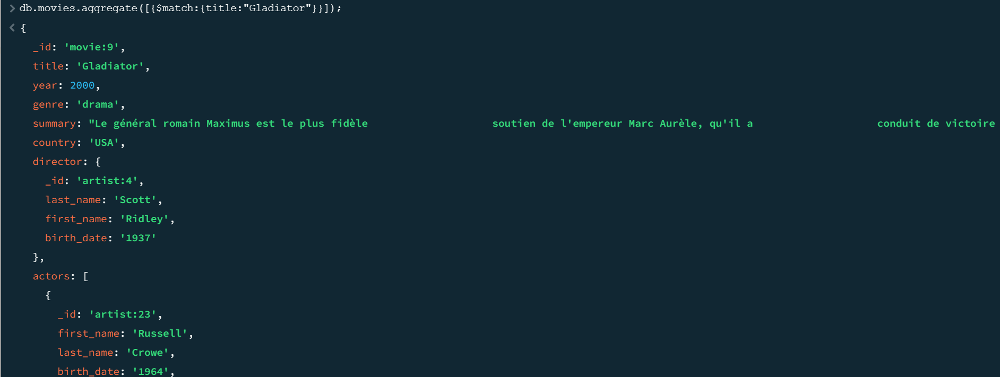 > db.movies.aggregate([{$match:{title:"Gladiator"}}]);
< {
_id: 'movie:9',
title: 'Gladiator',
year: 2000,
genre: 'drama',
summary: "Le général romain Maximus est le plus fidèle soutien de l'empereur Marc Aurèle, qu'il a conduit de victoire
country: 'USA',
director: {
_id: 'artist:4',
last_name: 'Scott',
first_name: 'Ridley',
birth_date: '1937'
},
actors: [
{
_id: 'artist:23',
first_name: 'Russell',
last_name: 'Crowe',
birth_date: '1964',